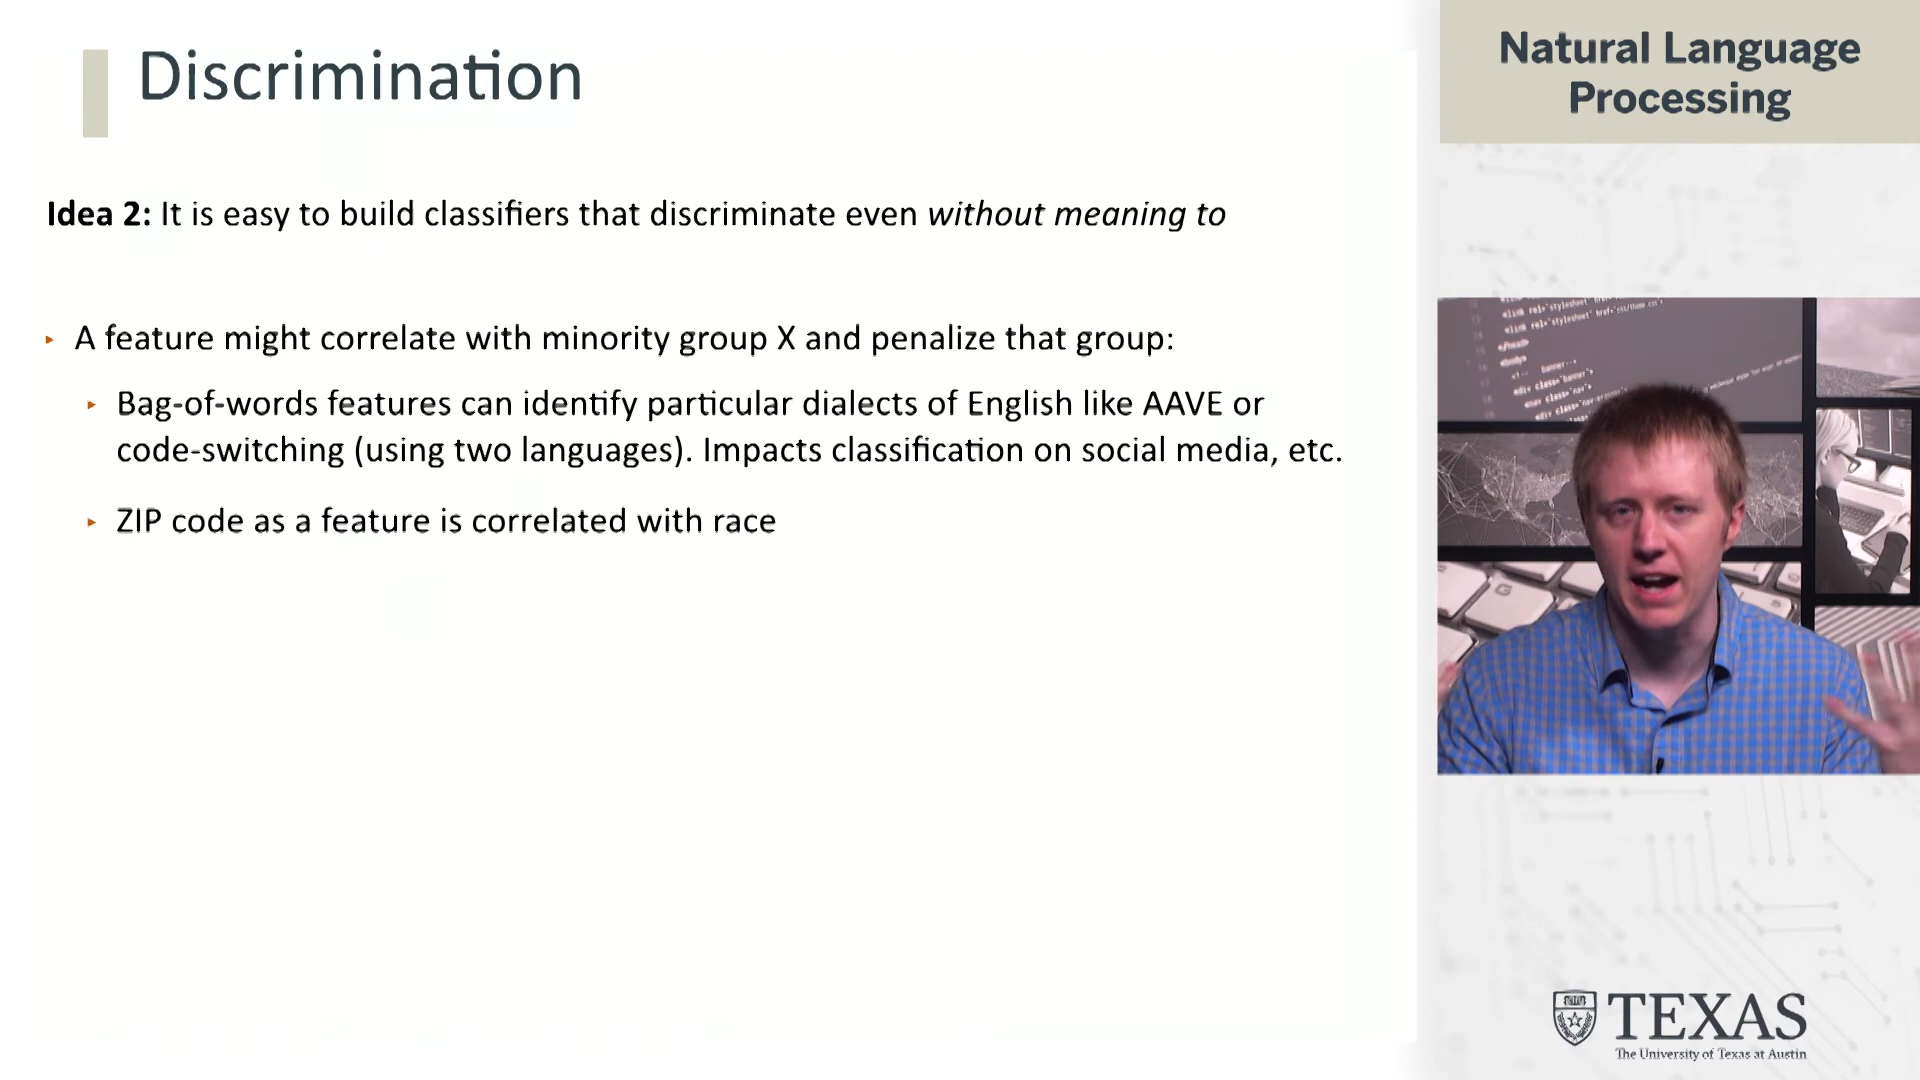 Discrimination
Natural Language
Processing
Idea 2: It is easy to build classifiers that discriminate even without meaning to
‣ A feature might correlate with minority group X and penalize that group:
‣ Bag-of-words features can identify particular dialects of English like AAVE or
code-switching (using two languages). Impacts classification on social media, etc.
‣ ZIP code as a feature is correlated with race
TEXAS
The University of Texas at Austin